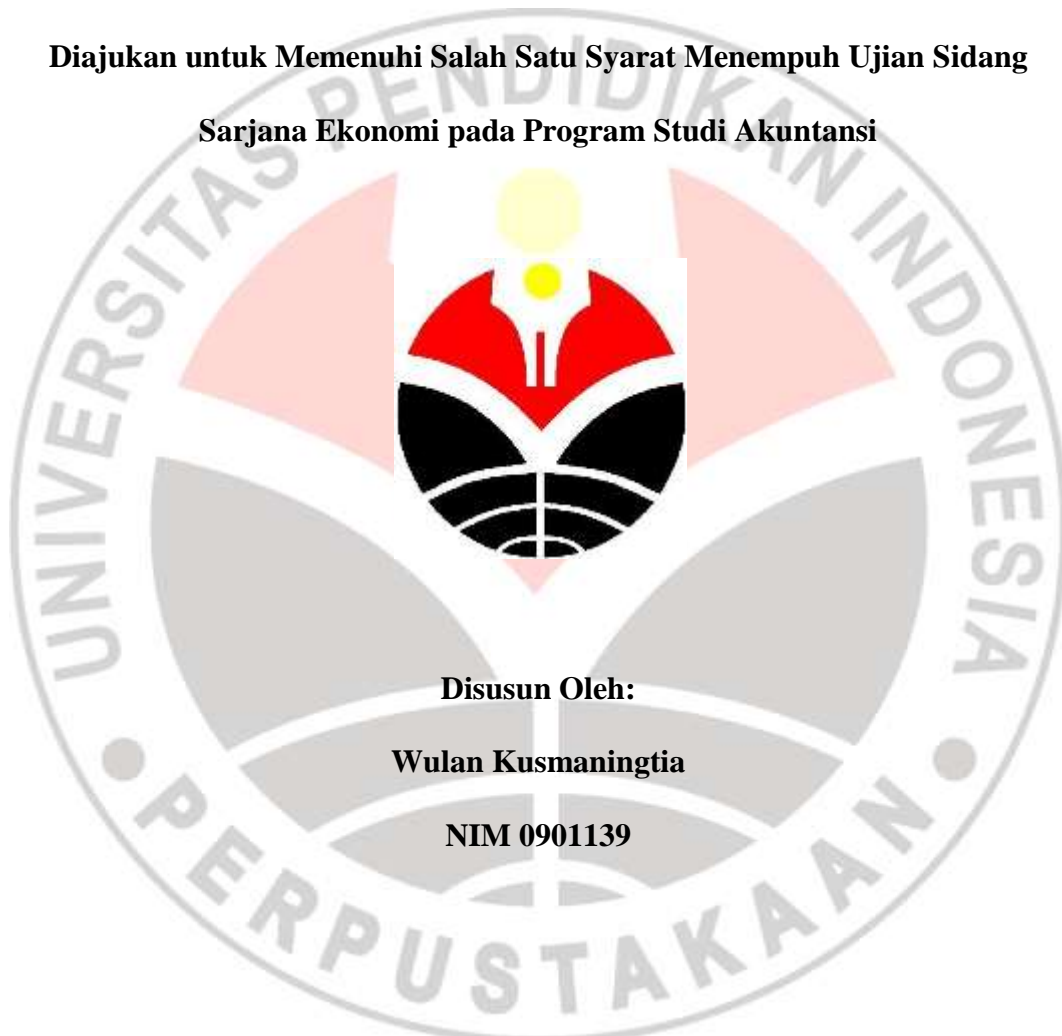 Diajukan untuk Memenuhi Salah Satu Syarat Menempuh Ujian Sidang
Sarjana Ekonomi pada Program Studi Akuntansi
UNIVERSITAS PENDIDIKAN INDONESIA
Disusun Oleh:
Wulan Kusmaningtia
NIM 0901139
PERPUSTAKAAN